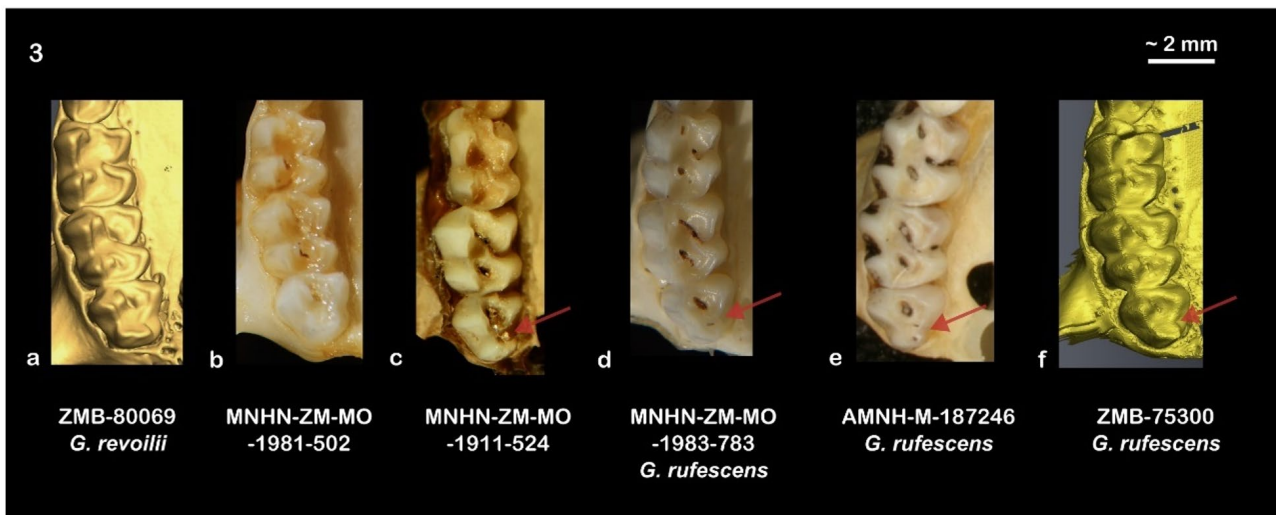 3
~ 2 mm
a
b
c
d
e
f
ZMB-80069
G. revoilii
MNHN-ZM-MO
-1981-502
MNHN-ZM-MO
-1911-524
MNHN-ZM-MO
-1983-783
G. rufescens
AMNH-M-187246
G. rufescens
ZMB-75300
G. rufescens